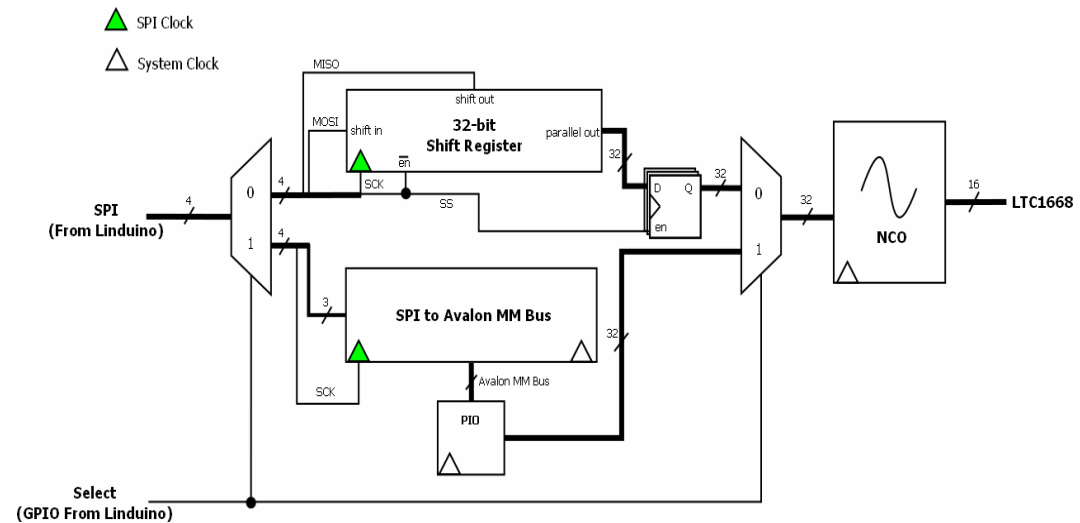 SPI Clock
System Clock
MISO
shift out
MOSI
shift in
32-bit
Shift Register
parallel out
en
SCK
SS
32
D Q
en
32
0
1
4
4
4
SPI
(From Linduino)
0
1
32
NCO
16
LTC1668
3
SPI to Avalon MM Bus
32
SCK
Avalon MM Bus
PIO
Select
(GPIO From Linduino)